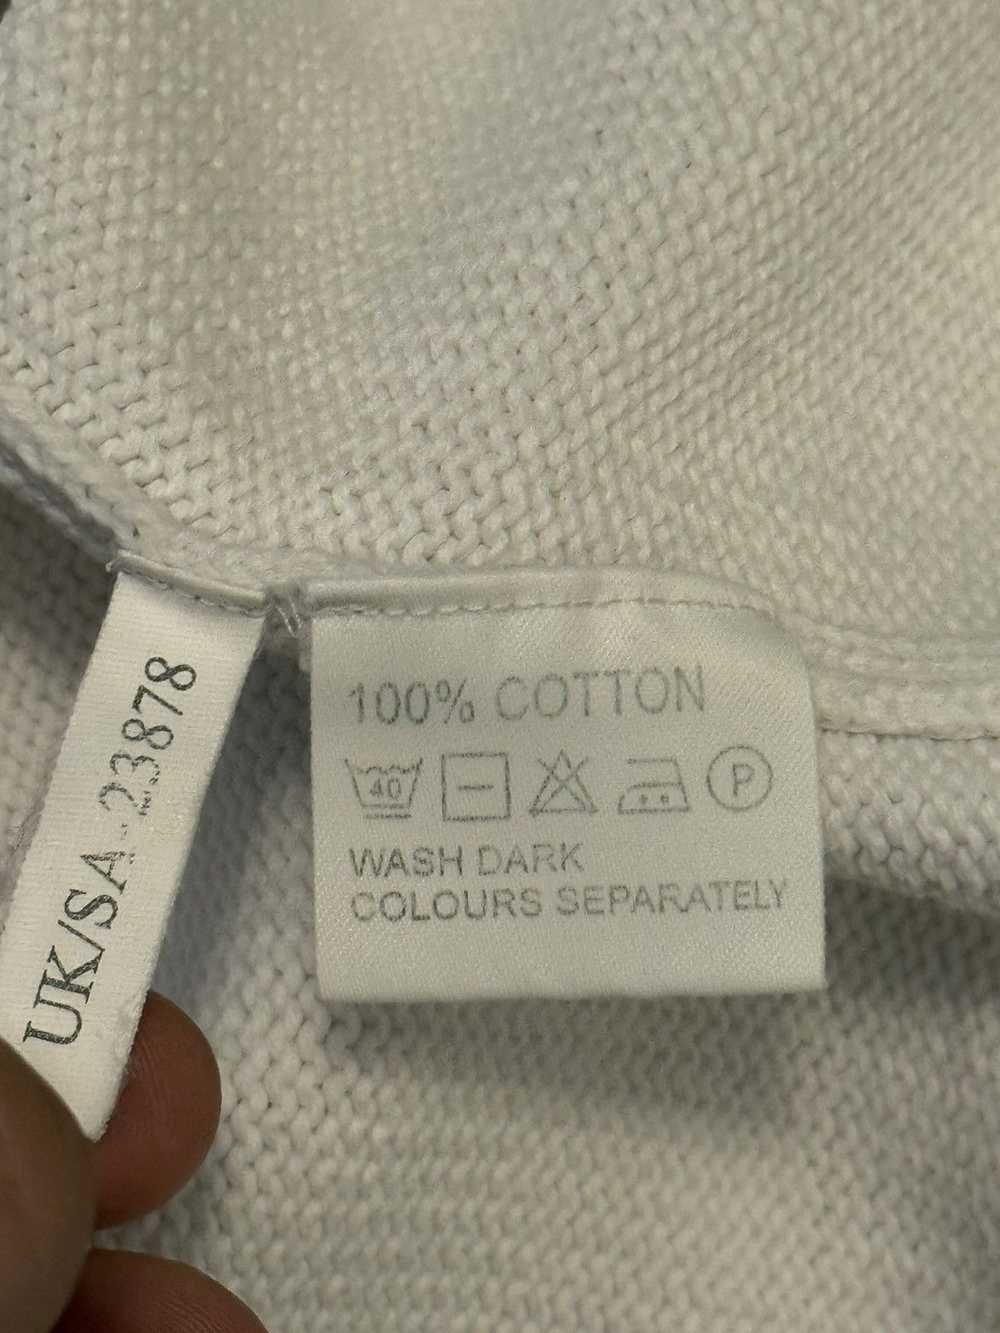 UK/SA-23878
100% COTTON
40 P
WASH DARK
COLOURS SEPARATELY